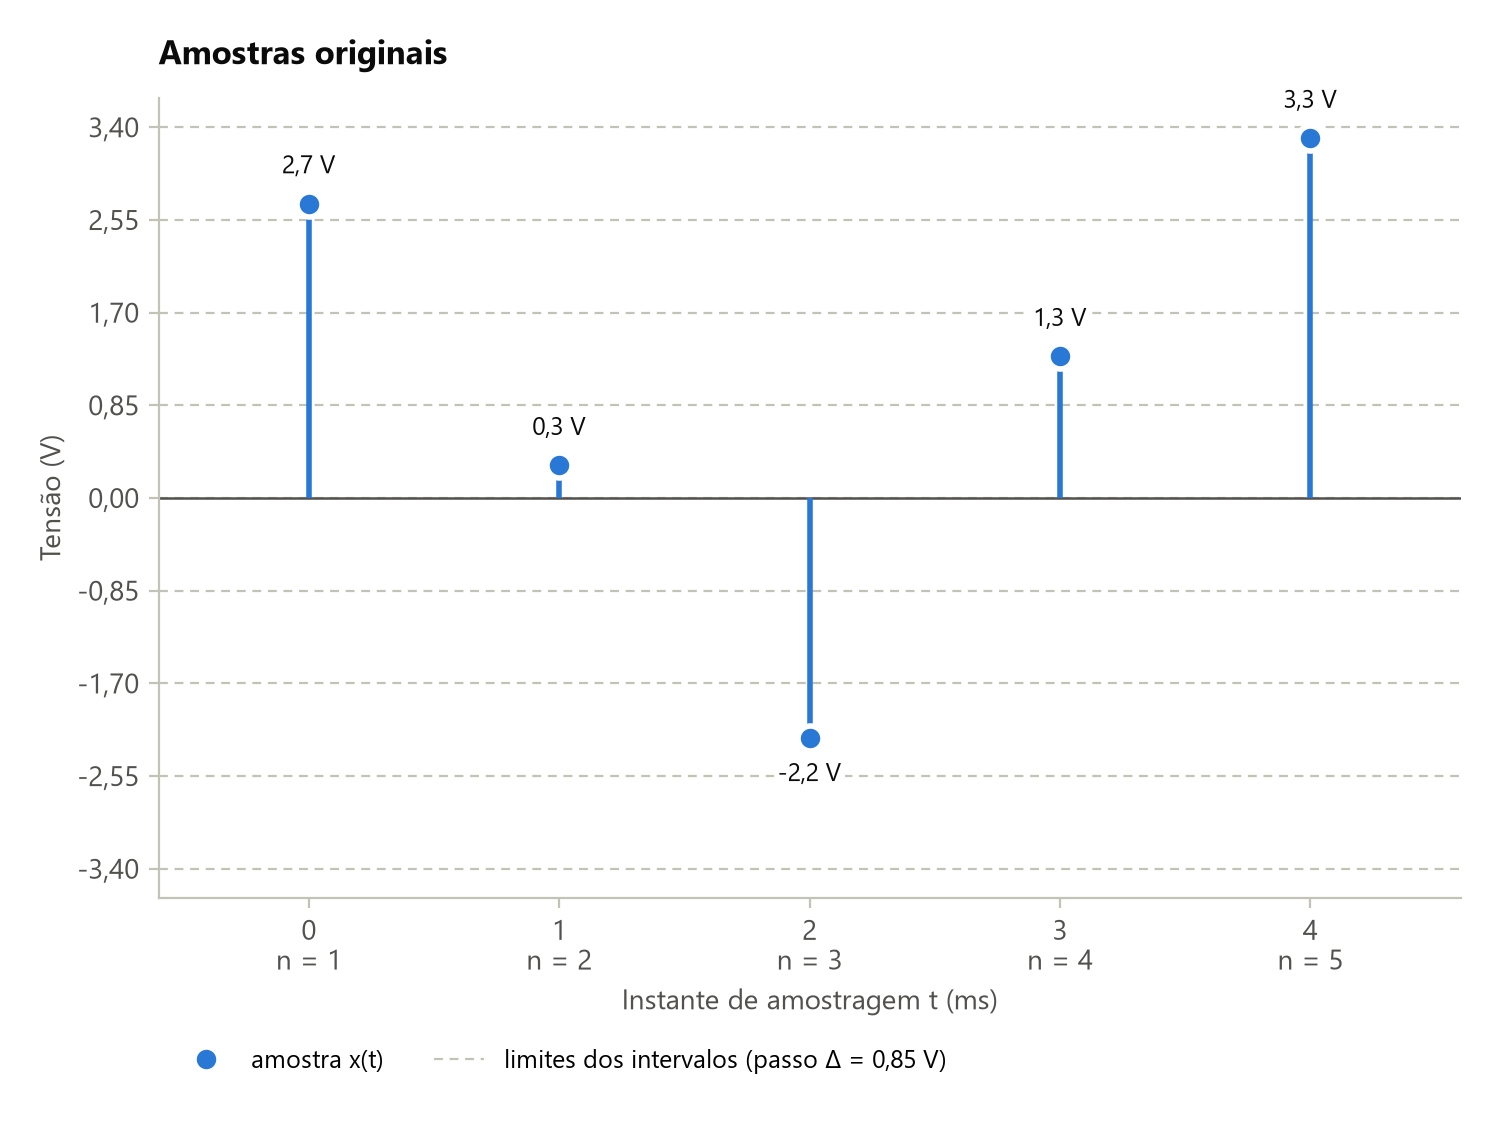 Amostras originais
3,40
2,55
1,70
0,85
0,00
-0,85
-1,70
-2,55
-3,40
Tensão (V)
2,7 V
0,3 V
-2,2 V
1,3 V
3,3 V
0 1 2 3 4
n = 1 n = 2 n = 3 n = 4 n = 5
Instante de amostragem t (ms)
amostra x(t) limites dos intervalos (passo Δ = 0,85 V)